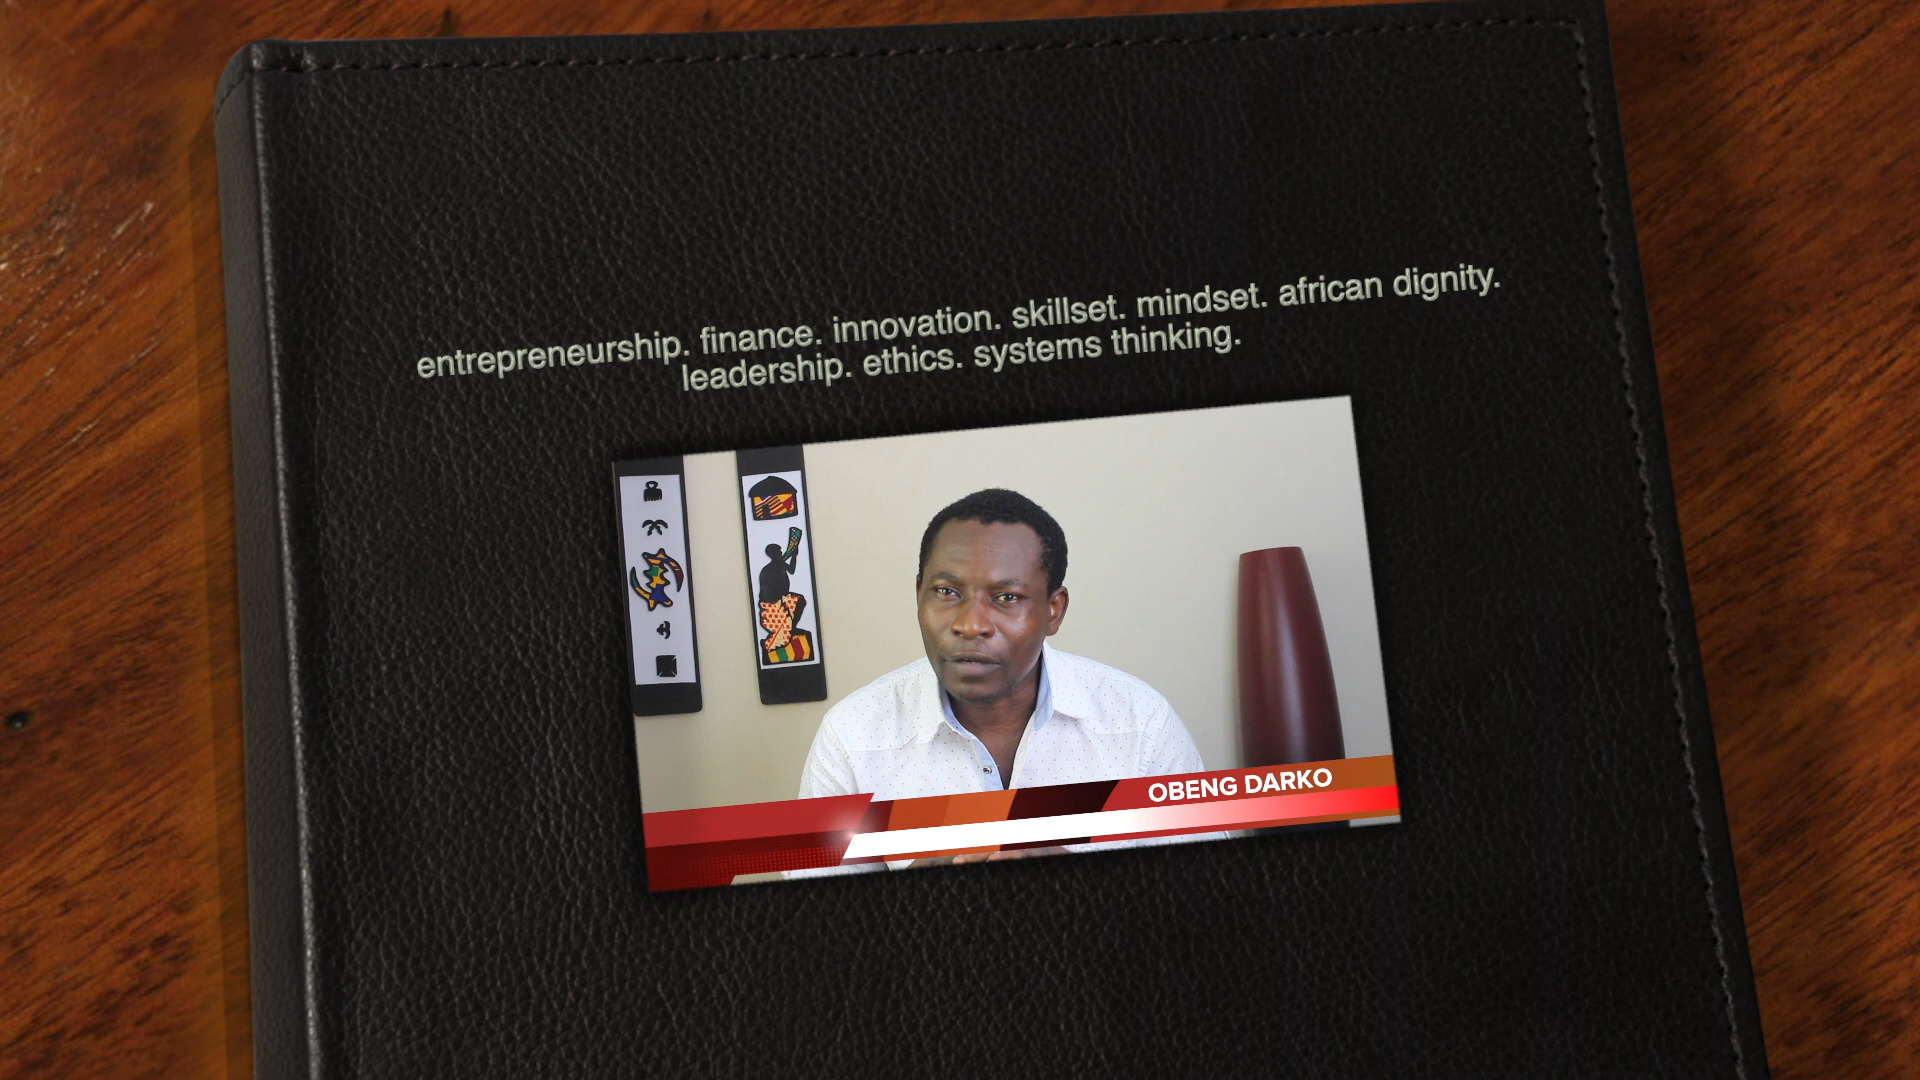 entrepreneurship. finance. innovation. skillset. mindset. african dignity.
leadership. ethics. systems thinking.
OBENG DARKO